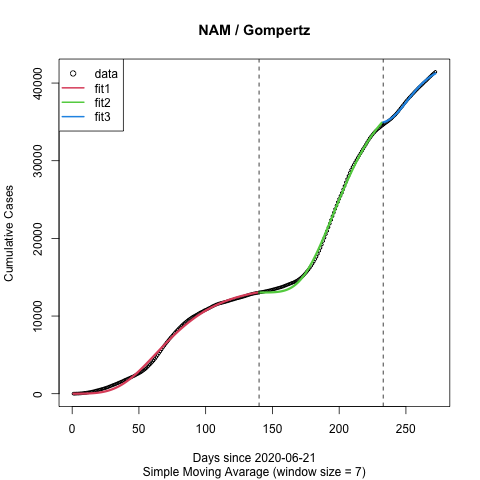 NAM / Gompertz
data
fit1
fit2
fit3
Cumulative Cases
0
10000
20000
30000
40000
0 50 100 150 200 250
Days since 2020-06-21
Simple Moving Avarage (window size = 7)